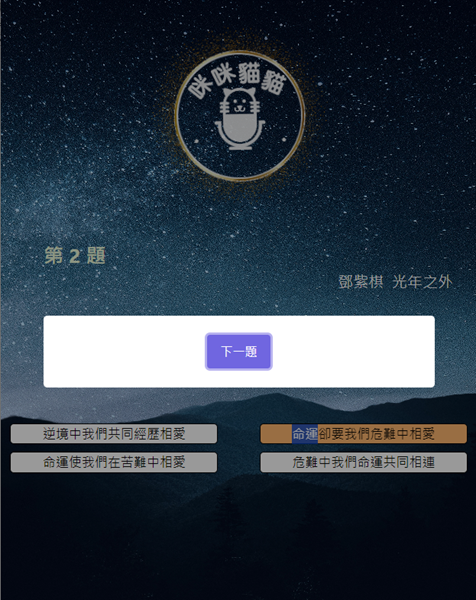 咪咪貓貓
第 2 題
鄧紫棋 光年之外
下一題
逆境中我們共同經歷相愛
命運卻要我們危難中相愛
命運使我們在苦難中相愛
危難中我們命運共同相連